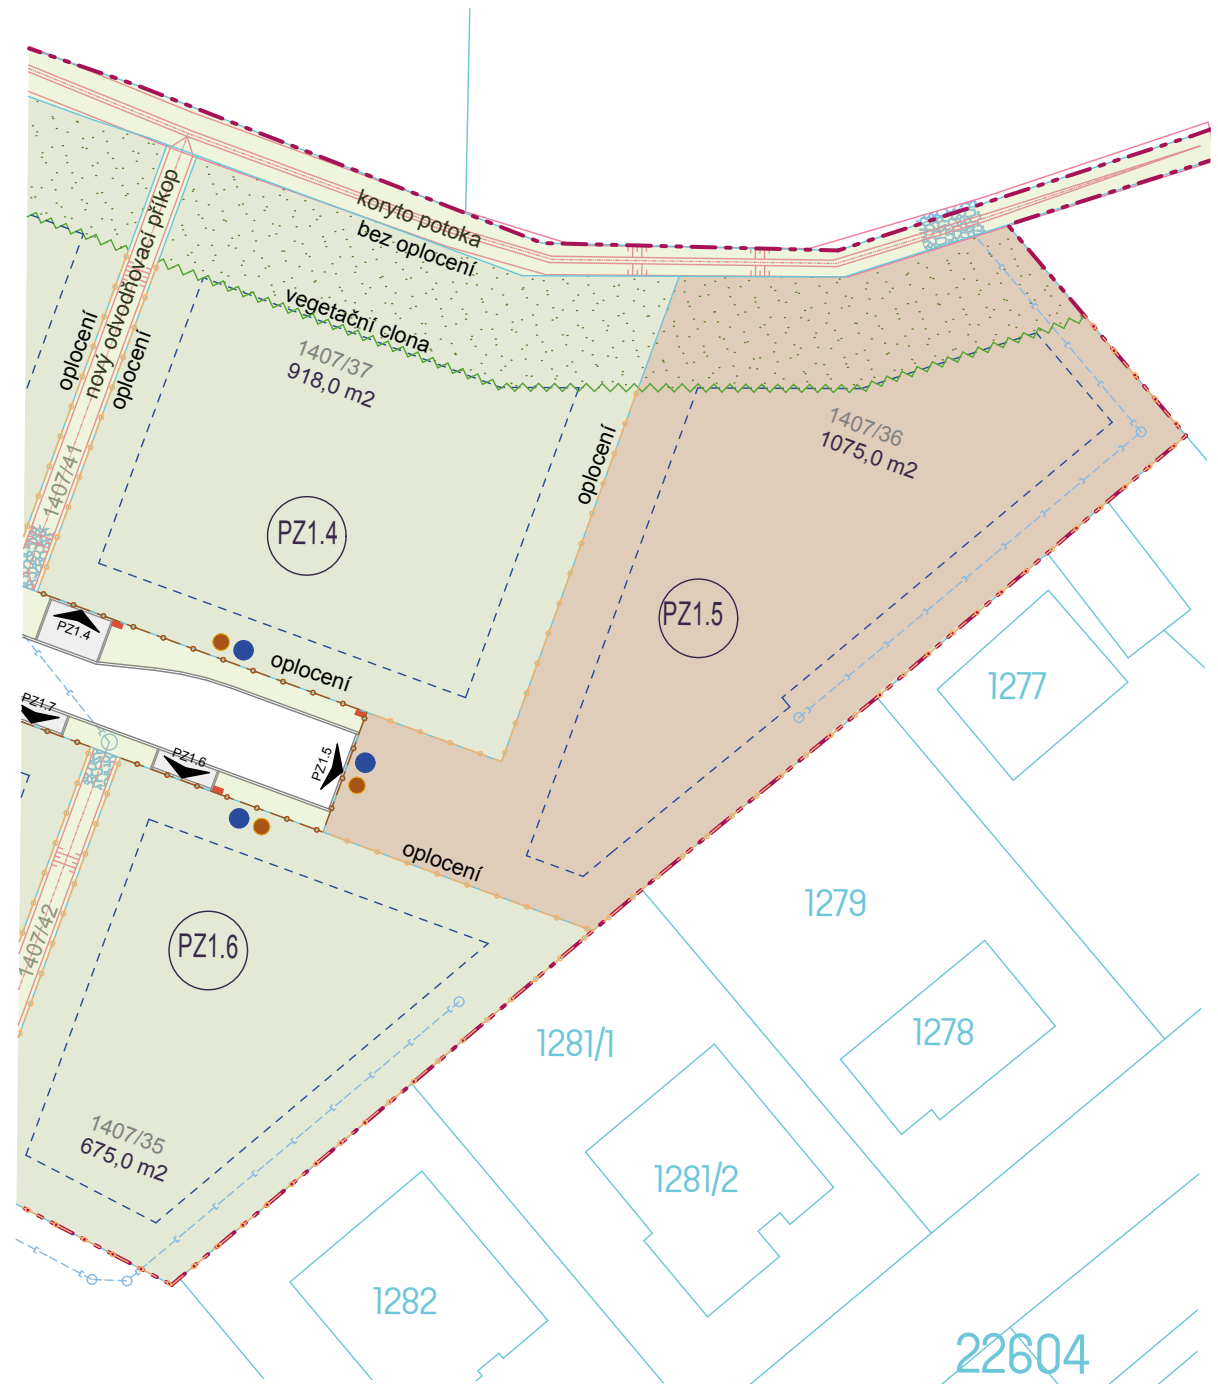 koryto potoka
bez oplocení
nový odvodňovací příkop
vegetační clona
oplocení
oplocení
1407/37
918,0 m2
1407/36
1075,0 m2
oplocení
1407/41
PZ1.4
PZ1.5
PZ1.4
oplocení
1277
PZ1.7
PZ1.6
PZ1.5
oplocení
1279
1407/42
PZ1.6
1278
1281/1
1407/35
675,0 m2
1281/2
1282
22604